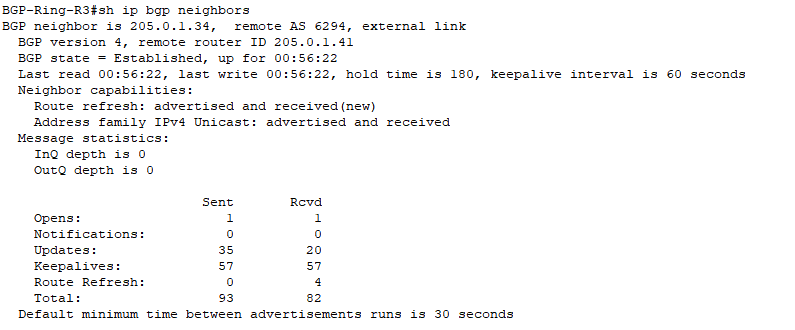 BGP-Ring-R3#sh ip bgp neighbors
BGP neighbor is 205.0.1.34,  remote AS 6294, external link
  BGP version 4, remote router ID 205.0.1.41
  BGP state = Established, up for 00:56:22
  Last read 00:56:22, last write 00:56:22, hold time is 180, keepalive interval is 60 seconds
  Neighbor capabilities:
    Route refresh: advertised and received(new)
    Address family IPv4 Unicast: advertised and received
  Message statistics:
    InQ depth is 0
    OutQ depth is 0
                         Sent       Rcvd
    Opens:                  1          1
    Notifications:          0          0
    Updates:               35         20
    Keepalives:            57         57
    Route Refresh:          0          4
    Total:                 93         82
  Default minimum time between advertisements runs is 30 seconds